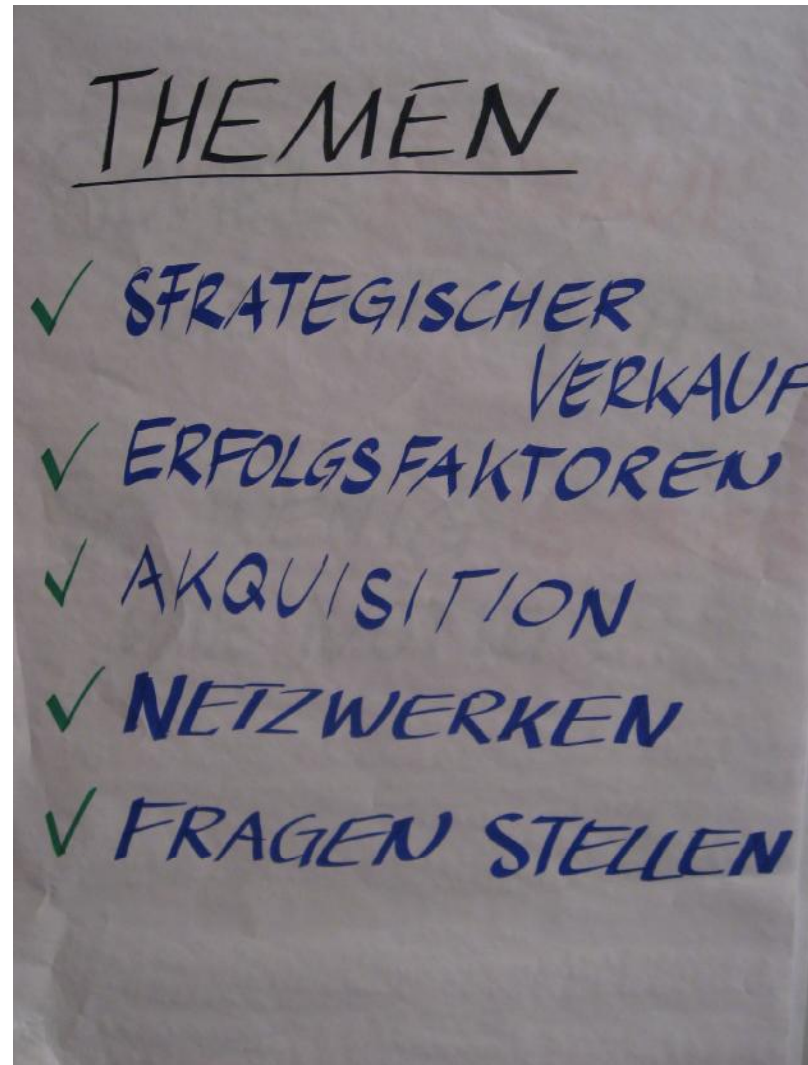 THEMEN
✓ STRATEGISCHER
VERKAUF
✓ ERFOLGSFAKTOREN
✓ AKQUISITION
✓ NETZWERKEN
✓ FRAGEN STELLEN